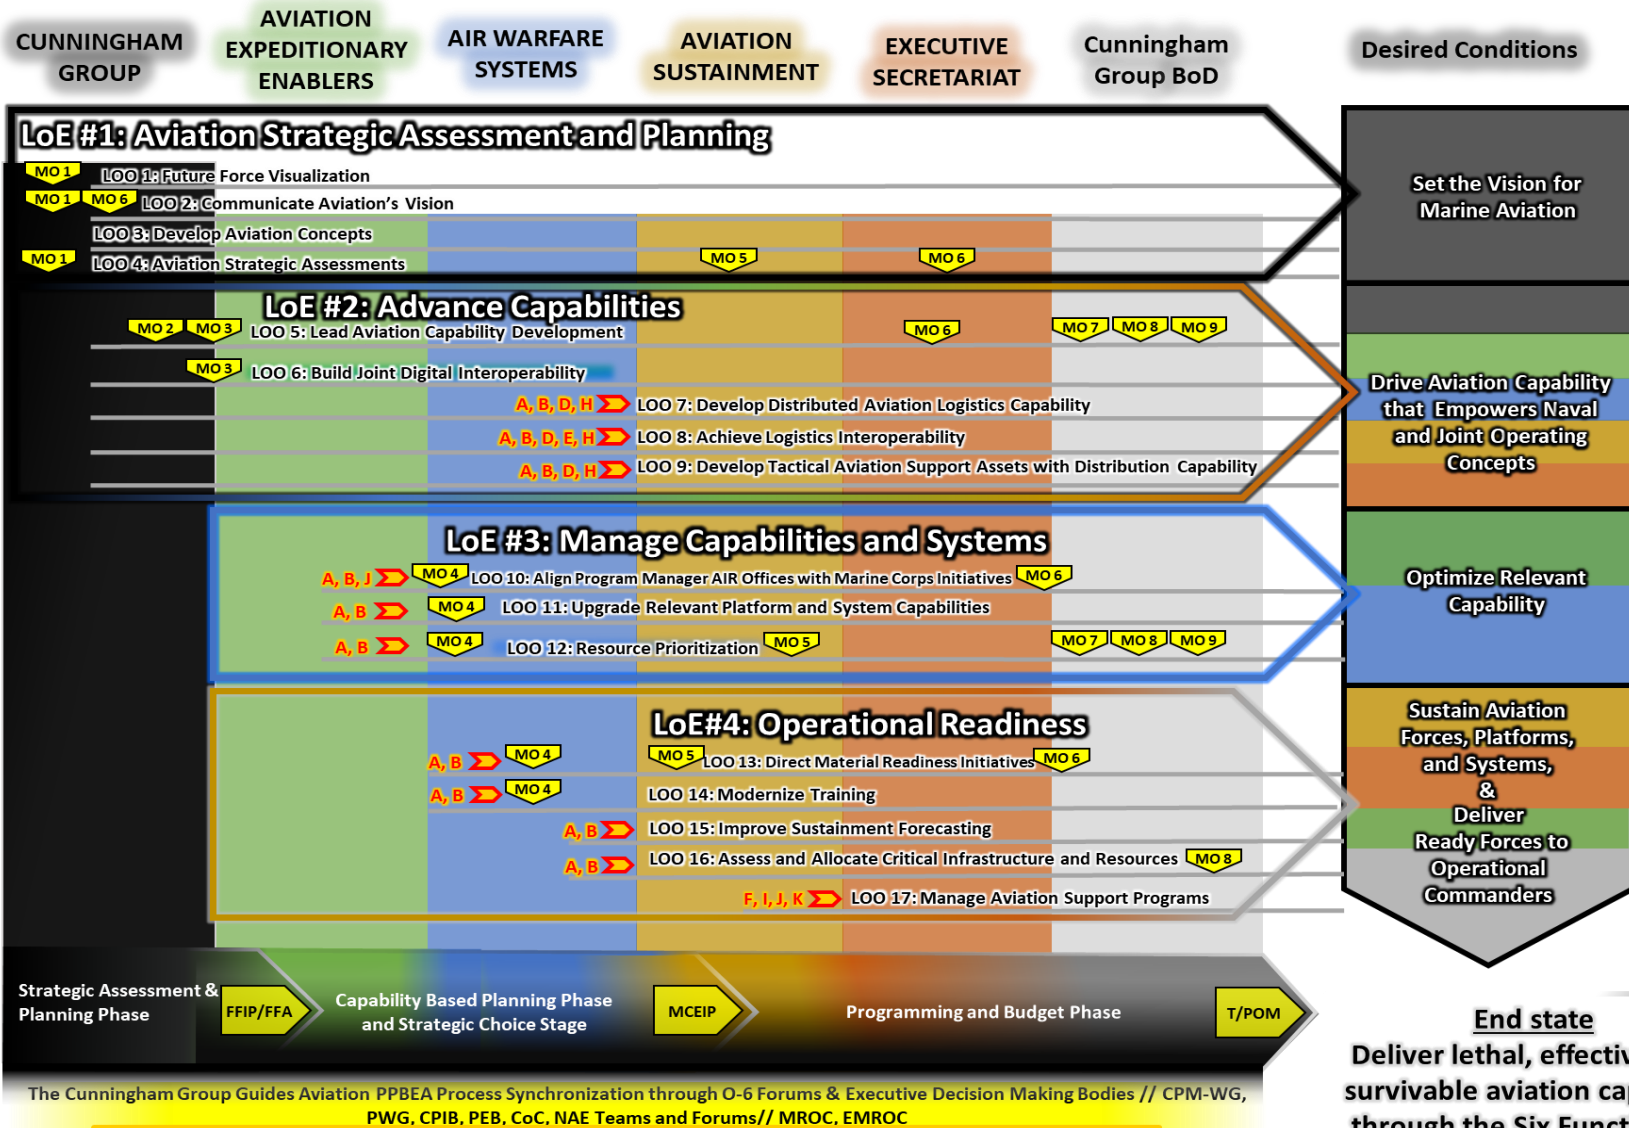 CUNNINGHAM
GROUP
AVIATION
EXPEDITIONARY
ENABLERS
AIR WARFARE
SYSTEMS
AVIATION
SUSTAINMENT
EXECUTIVE
SECRETARIAT
Cunningham
Group BoD
Desired Conditions
LoE #1: Aviation Strategic Assessment and Planning
MO 1 LOO 1: Future Force Visualization
MO 1 MO 6 LOO 2: Communicate Aviation's Vision
LOO 3: Develop Aviation Concepts
MO 1 LOO 4: Aviation Strategic Assessments MO 5 MO 6
Set the Vision for
Marine Aviation
LoE #2: Advance Capabilities
MO 2 MO 3 LOO 5: Lead Aviation Capability Development MO 6 MO 7 MO 8 MO 9
MO 3 LOO 6: Build Joint Digital Interoperability
A, B, D, H LOO 7: Develop Distributed Aviation Logistics Capability
A, B, D, E, H LOO 8: Achieve Logistics Interoperability
A, B, D, H LOO 9: Develop Tactical Aviation Support Assets with Distribution Capability
Drive Aviation Capability
that Empowers Naval
and Joint Operating
Concepts
LoE #3: Manage Capabilities and Systems
A, B, J MO 4 LOO 10: Align Program Manager AIR Offices with Marine Corps Initiatives MO 6
A, B MO 4 LOO 11: Upgrade Relevant Platform and System Capabilities
A, B MO 4 LOO 12: Resource Prioritization MO 5 MO 7 MO 8 MO 9
Optimize Relevant
Capability
LoE#4: Operational Readiness
A, B MO 4 MO 5 LOO 13: Direct Material Readiness Initiatives MO 6
A, B MO 4 LOO 14: Modernize Training
A, B LOO 15: Improve Sustainment Forecasting
A, B LOO 16: Assess and Allocate Critical Infrastructure and Resources MO 8
F, I, J, K LOO 17: Manage Aviation Support Programs
Sustain Aviation
Forces, Platforms,
and Systems,
&
Deliver
Ready Forces to
Operational
Commanders
Strategic Assessment &
Planning Phase
FFIP/FFA
Capability Based Planning Phase
and Strategic Choice Stage
MCEIP
Programming and Budget Phase
T/POM
The Cunningham Group Guides Aviation PPBEA Process Synchronization through O-6 Forums & Executive Decision Making Bodies // CPM-WG,
PWG, CPIB, PEB, CoC, NAE Teams and Forums// MROC, EMROC
End state
Deliver lethal,
survivable aviation
through the Six